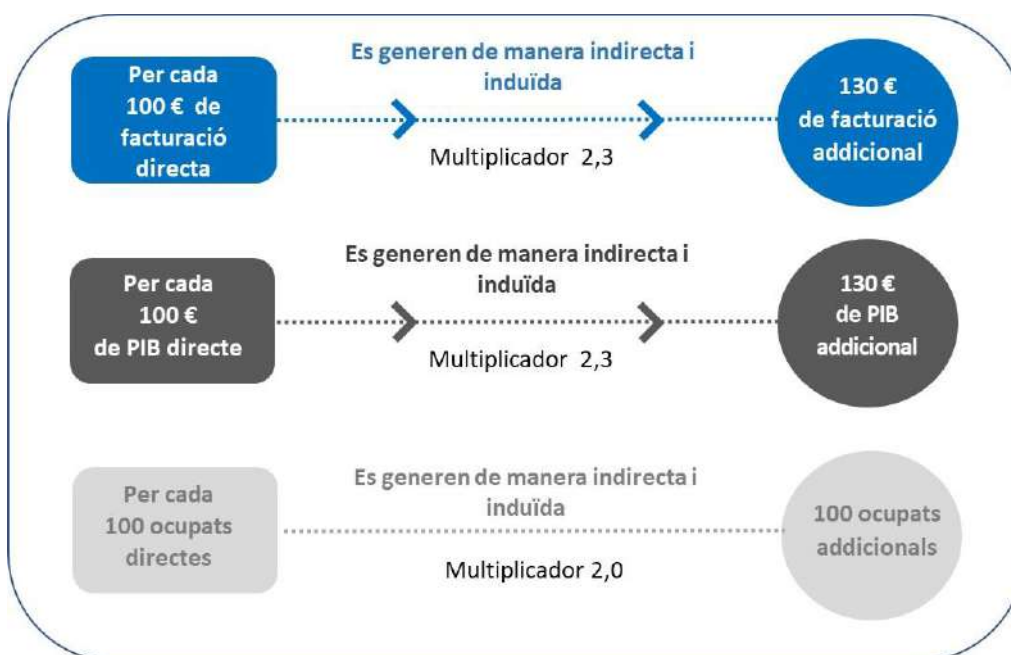 Per cada
100 € de
facturació
directa
Es generen de manera indirecta i
induïda
Multiplicador 2,3
130 €
de facturació
addicional
Per cada
100 €
de PIB directe
Es generen de manera indirecta i
induïda
Multiplicador 2,3
130 €
de PIB
addicional
Per cada
100 ocupats
directes
Es generen de manera indirecta i
induïda
Multiplicador 2,0
100 ocupats
addicionals